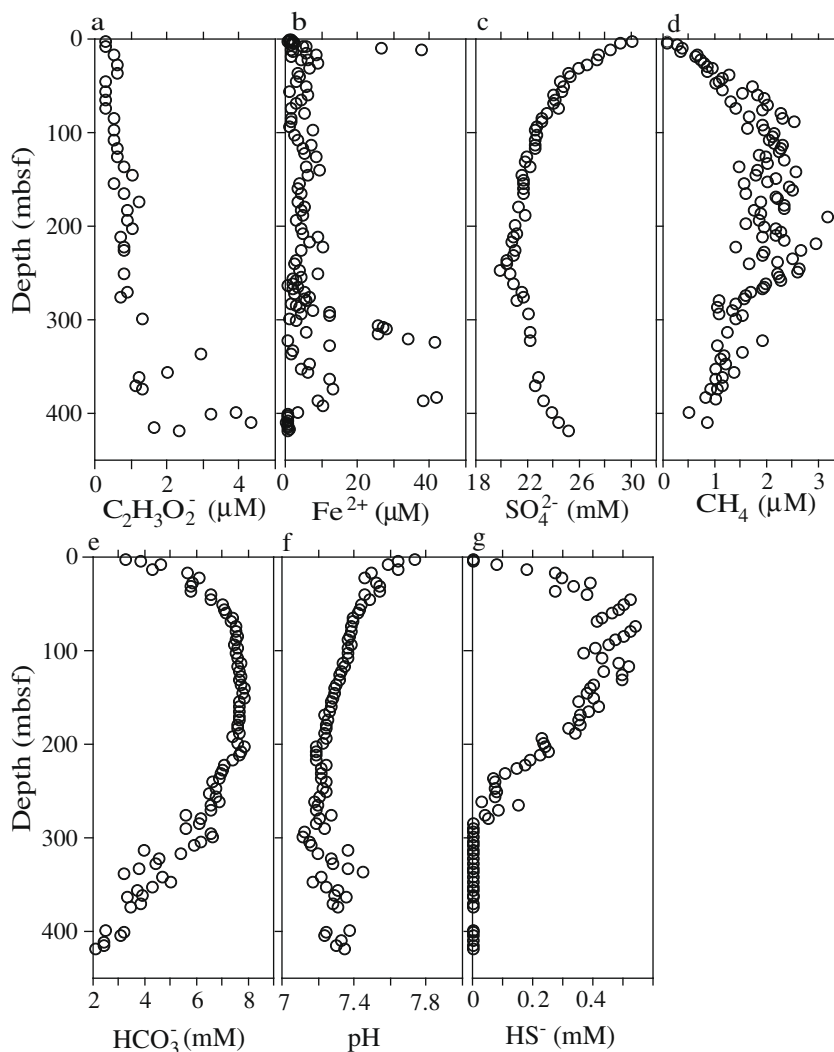 a b c d
0
100
200
300
400
Depth (mbsf)
0 2 4 0 20 40 18 22 26 30 0 1 2 3
C₂H₃O₂⁻ (μM) Fe²⁺ (μM) SO₄²⁻ (mM) CH₄ (μM)
e f g
0
100
200
300
400
Depth (mbsf)
2 4 6 8 7 7.4 7.8 0 0.2 0.4
HCO₃⁻ (mM) pH HS⁻ (mM)